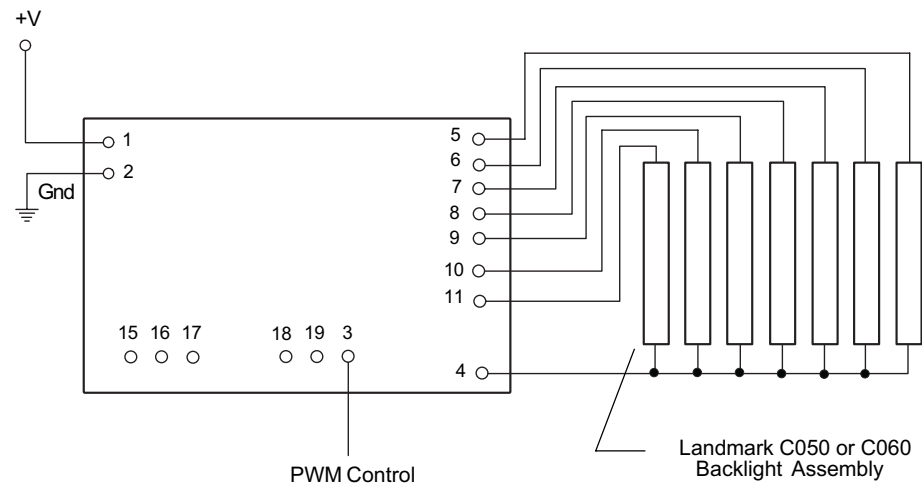 +V
1
2
Gnd
5
6
7
8
9
10
11
15 16 17 18 19 3
4
PWM Control
Landmark C050 or C060
Backlight Assembly